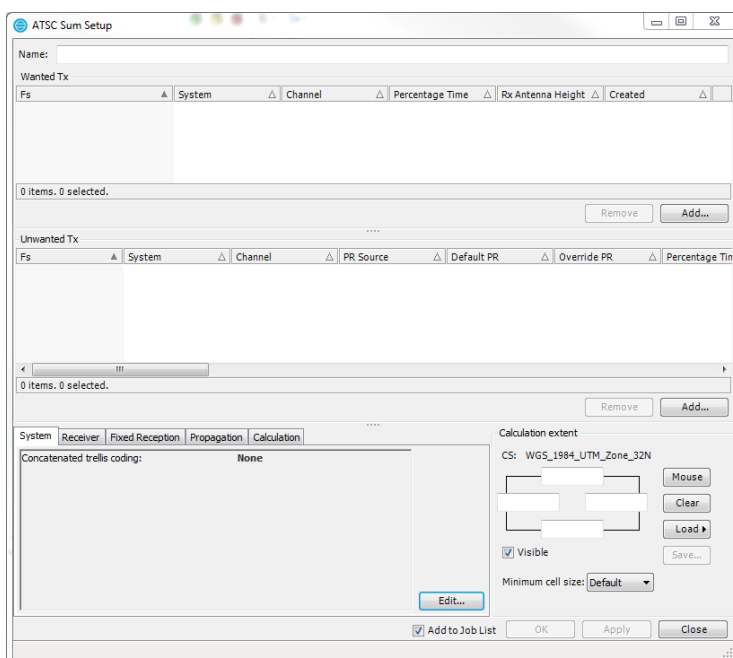 ATSC Sum Setup
Name:
Wanted Tx
Fs System Channel Percentage Time Rx Antenna Height Created
0 items. 0 selected.
Remove Add...
Unwanted Tx
Fs System Channel PR Source Default PR Override PR Percentage Tin
0 items. 0 selected.
Remove Add...
System Receiver Fixed Reception Propagation Calculation
Concatenated trellis coding: None
Edit...
Calculation extent
CS: WGS_1984_UTM_Zone_32N
Mouse
Clear
Load
Visible
Save...
Minimum cell size: Default
Add to Job List OK Apply Close